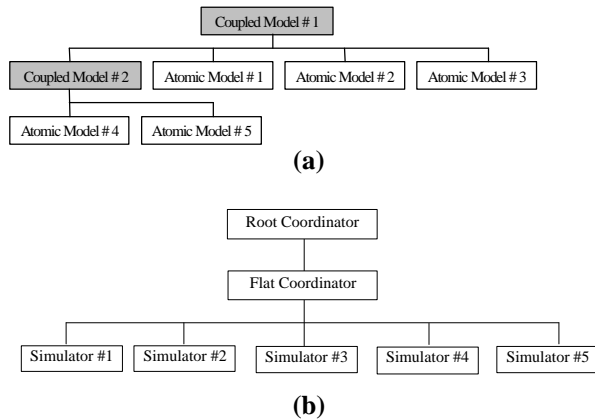 Coupled Model # 1
Coupled Model # 2 Atomic Model # 1 Atomic Model # 2 Atomic Model # 3
Atomic Model # 4 Atomic Model # 5
(a)
Root Coordinator
Flat Coordinator
Simulator #1 Simulator #2 Simulator #3 Simulator #4 Simulator #5
(b)